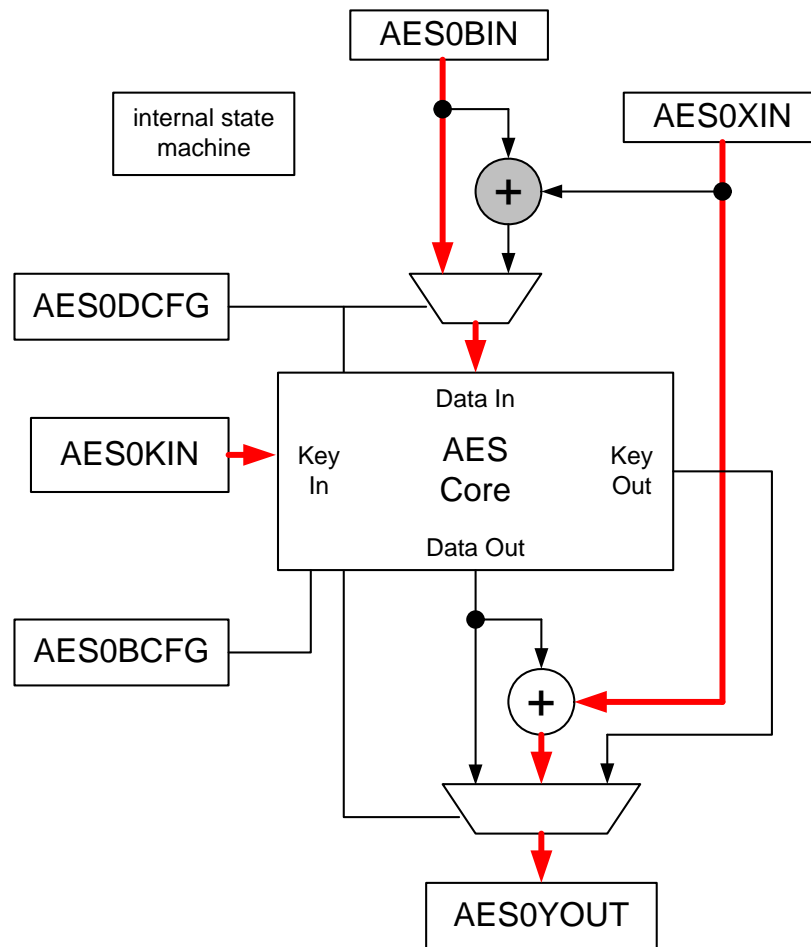 AES0BIN
internal state
machine
AES0XIN
+
AES0DCFG
Data In
AES0KIN
Key
In
AES
Core
Key
Out
Data Out
AES0BCFG
+
AES0YOUT